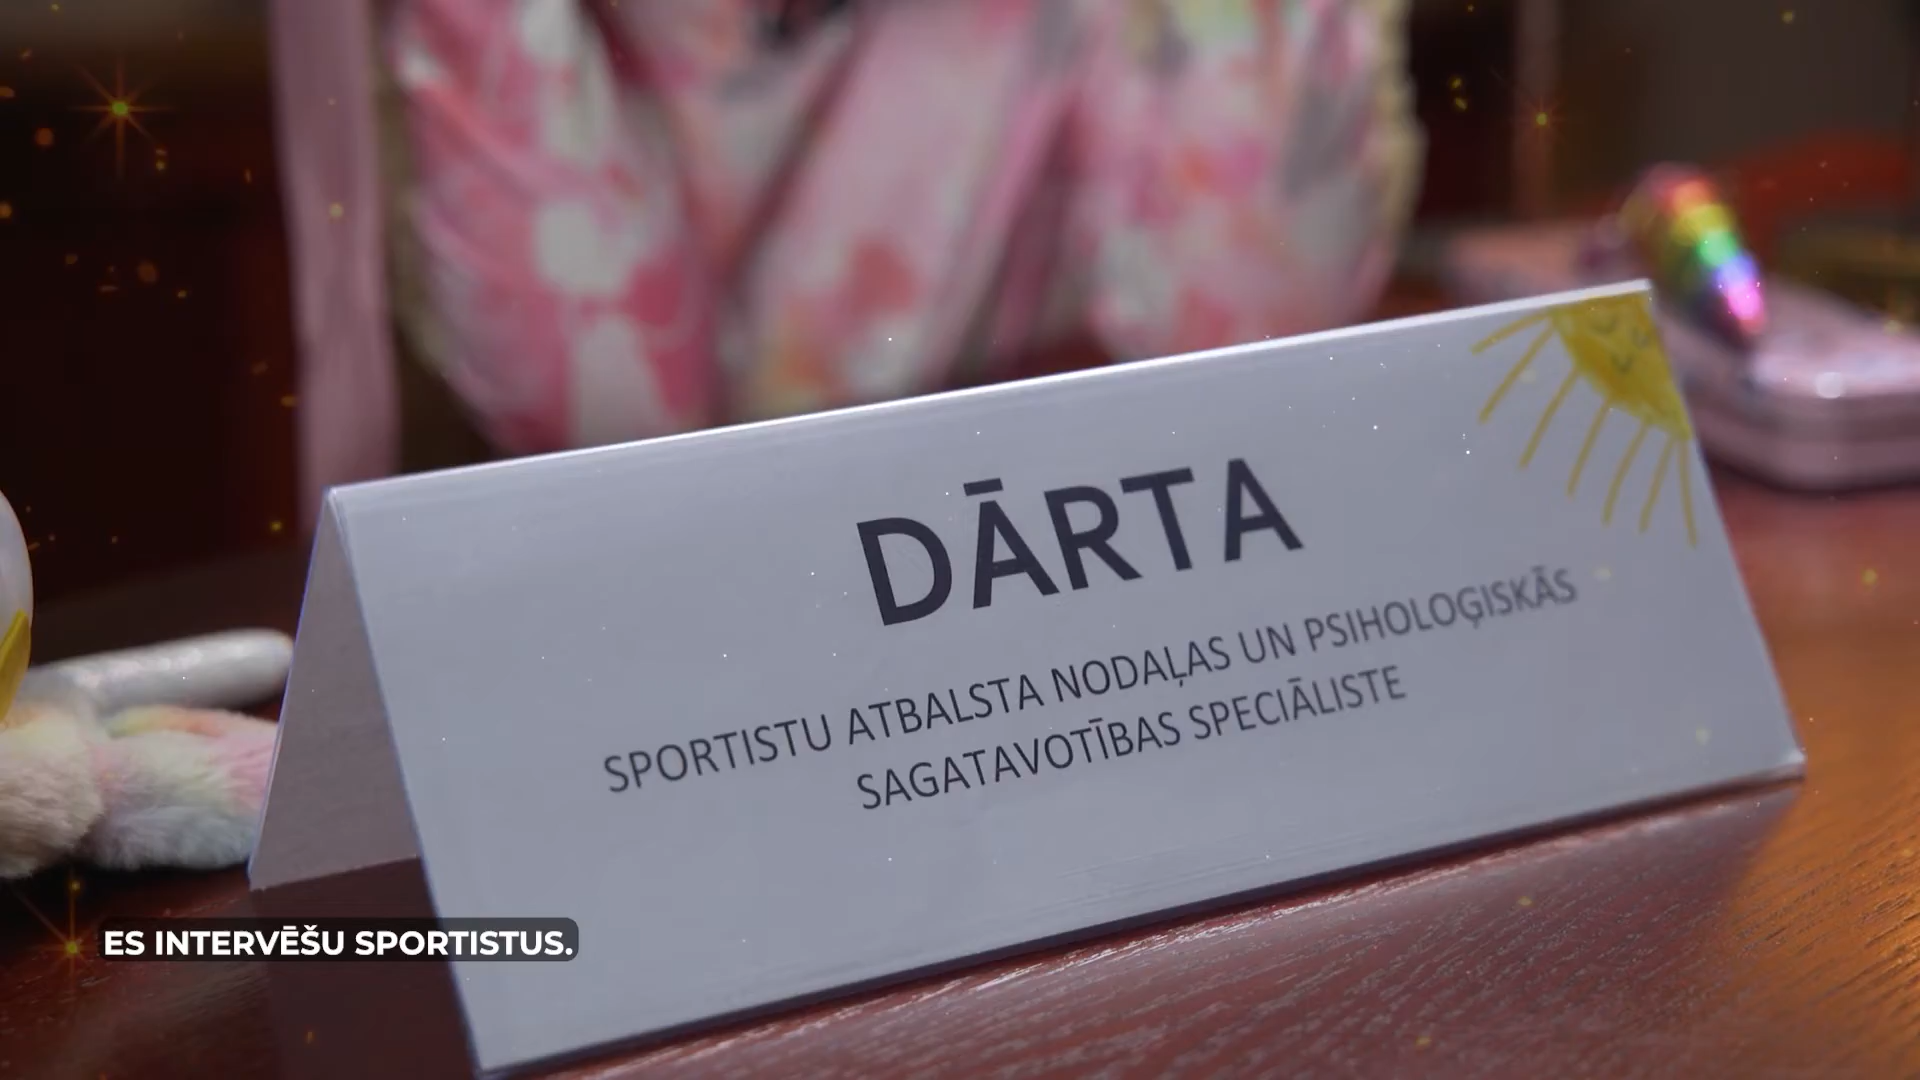 DĀRTA
SPORTISTU ATBALSTA NODAĻAS UN PSIHOLOĢISKĀS
SAGATAVOTĪBAS SPECIĀLISTE
ES INTERVĒŠU SPORTISTUS.